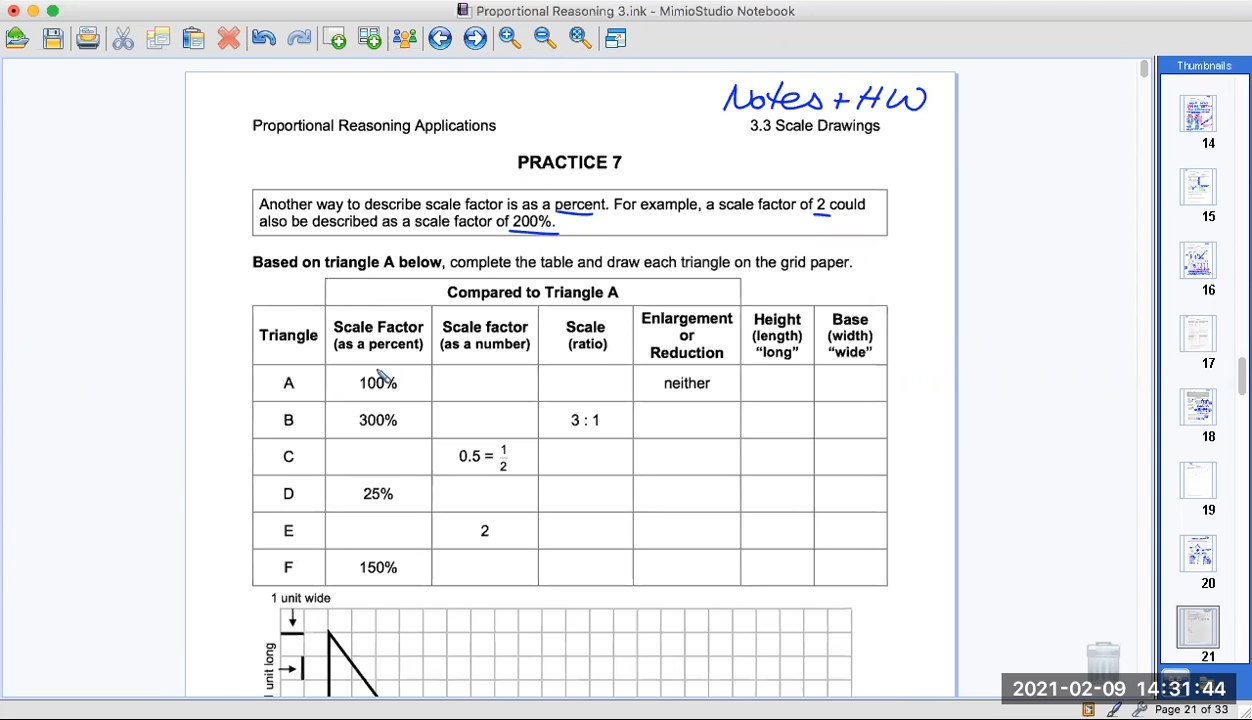 Proportional Reasoning 3.ink - MimioStudio Notebook
Thumbnails
Notes + HW
Proportional Reasoning Applications
3.3 Scale Drawings
PRACTICE 7
Another way to describe scale factor is as a percent. For example, a scale factor of 2 could
also be described as a scale factor of 200%.
Based on triangle A below, complete the table and draw each triangle on the grid paper.
Compared to Triangle A
Triangle
Scale Factor
(as a percent)
Scale factor
(as a number)
Scale
(ratio)
Enlargement
or
Reduction
Height
(length)
"long"
Base
(width)
"wide"
A 100% neither
B 300% 3 : 1
C 0.5 = 1/2
D 25%
E 2
F 150%
1 unit wide
unit long
14
15
16
17
18
19
20
21
2021-02-09 14:31:44
Page 21 of 33